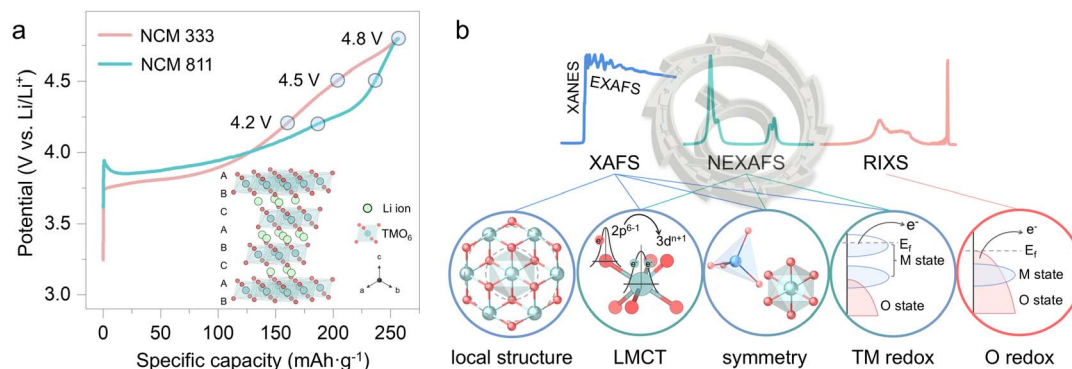 a
NCM 333
NCM 811
4.8 V
4.5 V
4.2 V
4.5
4.0
3.5
3.0
Potential (V vs. Li/Li⁺)
A
B
C
A
B
C
A
B
Li ion
TMO₆
c
a
b
0 50 100 150 200 250
Specific capacity (mAh·g⁻¹)
b
XANES
EXAFS
XAFS
NEXAFS
RIXS
2p⁶⁻¹
3dⁿ⁺¹
e⁻
e⁻
e⁻
e⁻
E_f
M state
O state
e⁻
E_f
M state
O state
local structure
LMCT
symmetry
TM redox
O redox